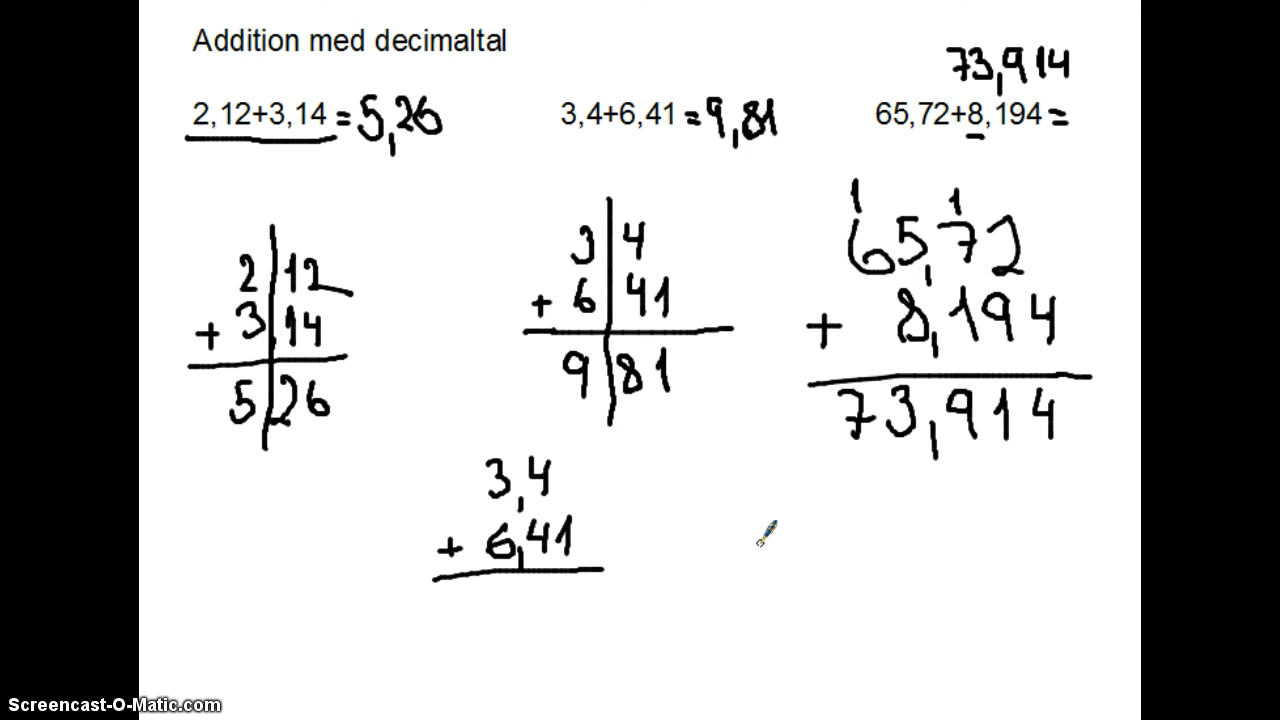 Addition med decimaltal
73,914
2,12+3,14 = 5,26
3,4+6,41 = 9,81
65,72+8,194 =
2 12
+ 3,14
5 26
3 4
+ 6 41
9 81
1 1
65,72
+ 8,194
73,914
3,4
+ 6,41
Screencast-O-Matic.com